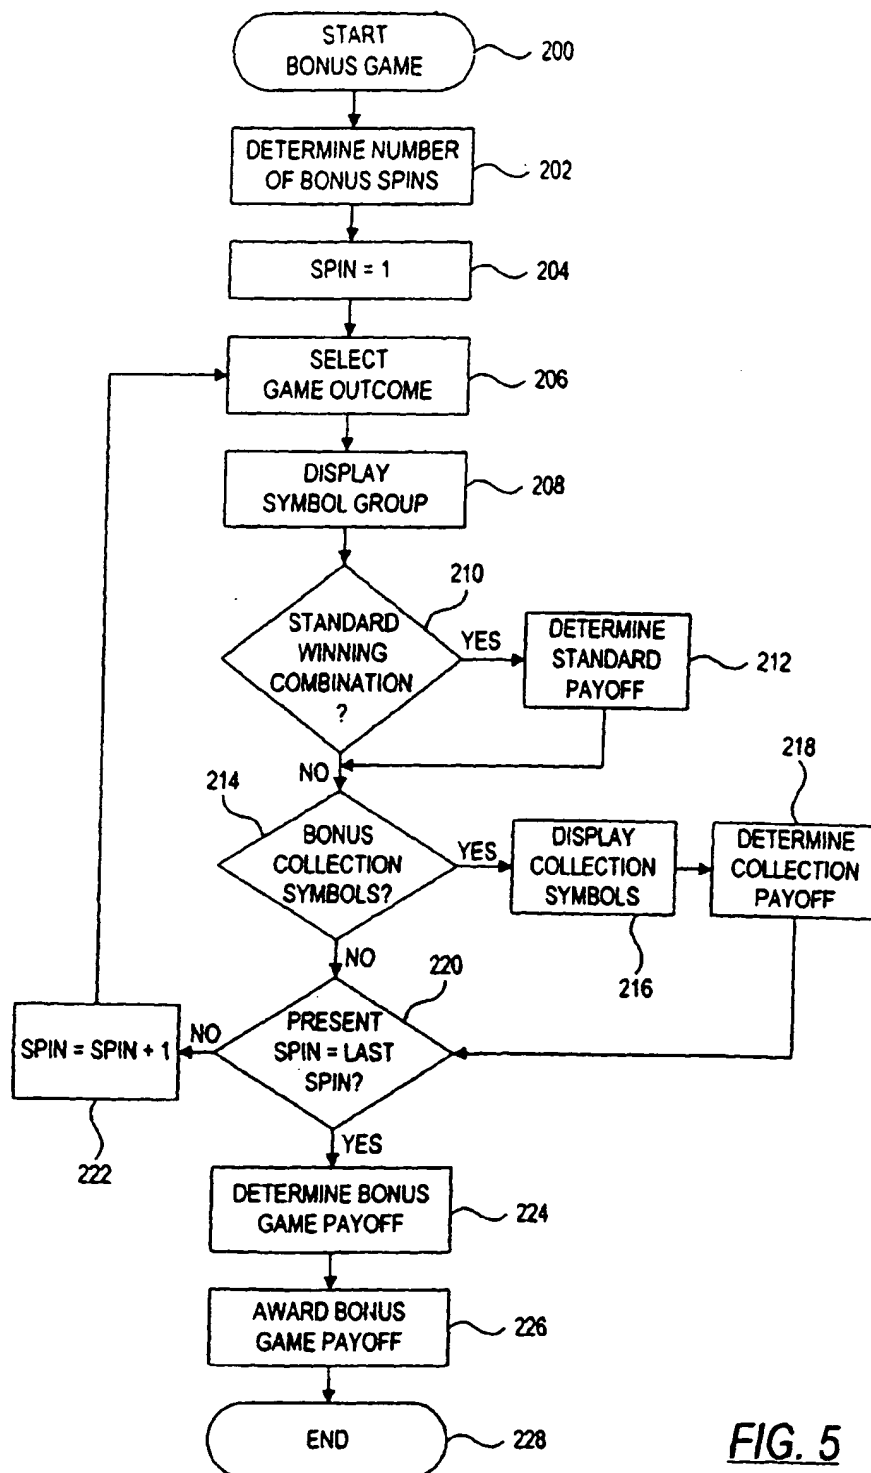 START
BONUS GAME
200
DETERMINE NUMBER
OF BONUS SPINS
202
SPIN = 1
204
SELECT
GAME OUTCOME
206
DISPLAY
SYMBOL GROUP
208
210
STANDARD
WINNING
COMBINATION
?
YES
DETERMINE
STANDARD
PAYOFF
212
NO
214
BONUS
COLLECTION
SYMBOLS?
YES
DISPLAY
COLLECTION
SYMBOLS
216
218
DETERMINE
COLLECTION
PAYOFF
NO
220
PRESENT
SPIN = LAST
SPIN?
NO
SPIN = SPIN + 1
222
YES
DETERMINE BONUS
GAME PAYOFF
224
AWARD BONUS
GAME PAYOFF
226
END
228
FIG. 5